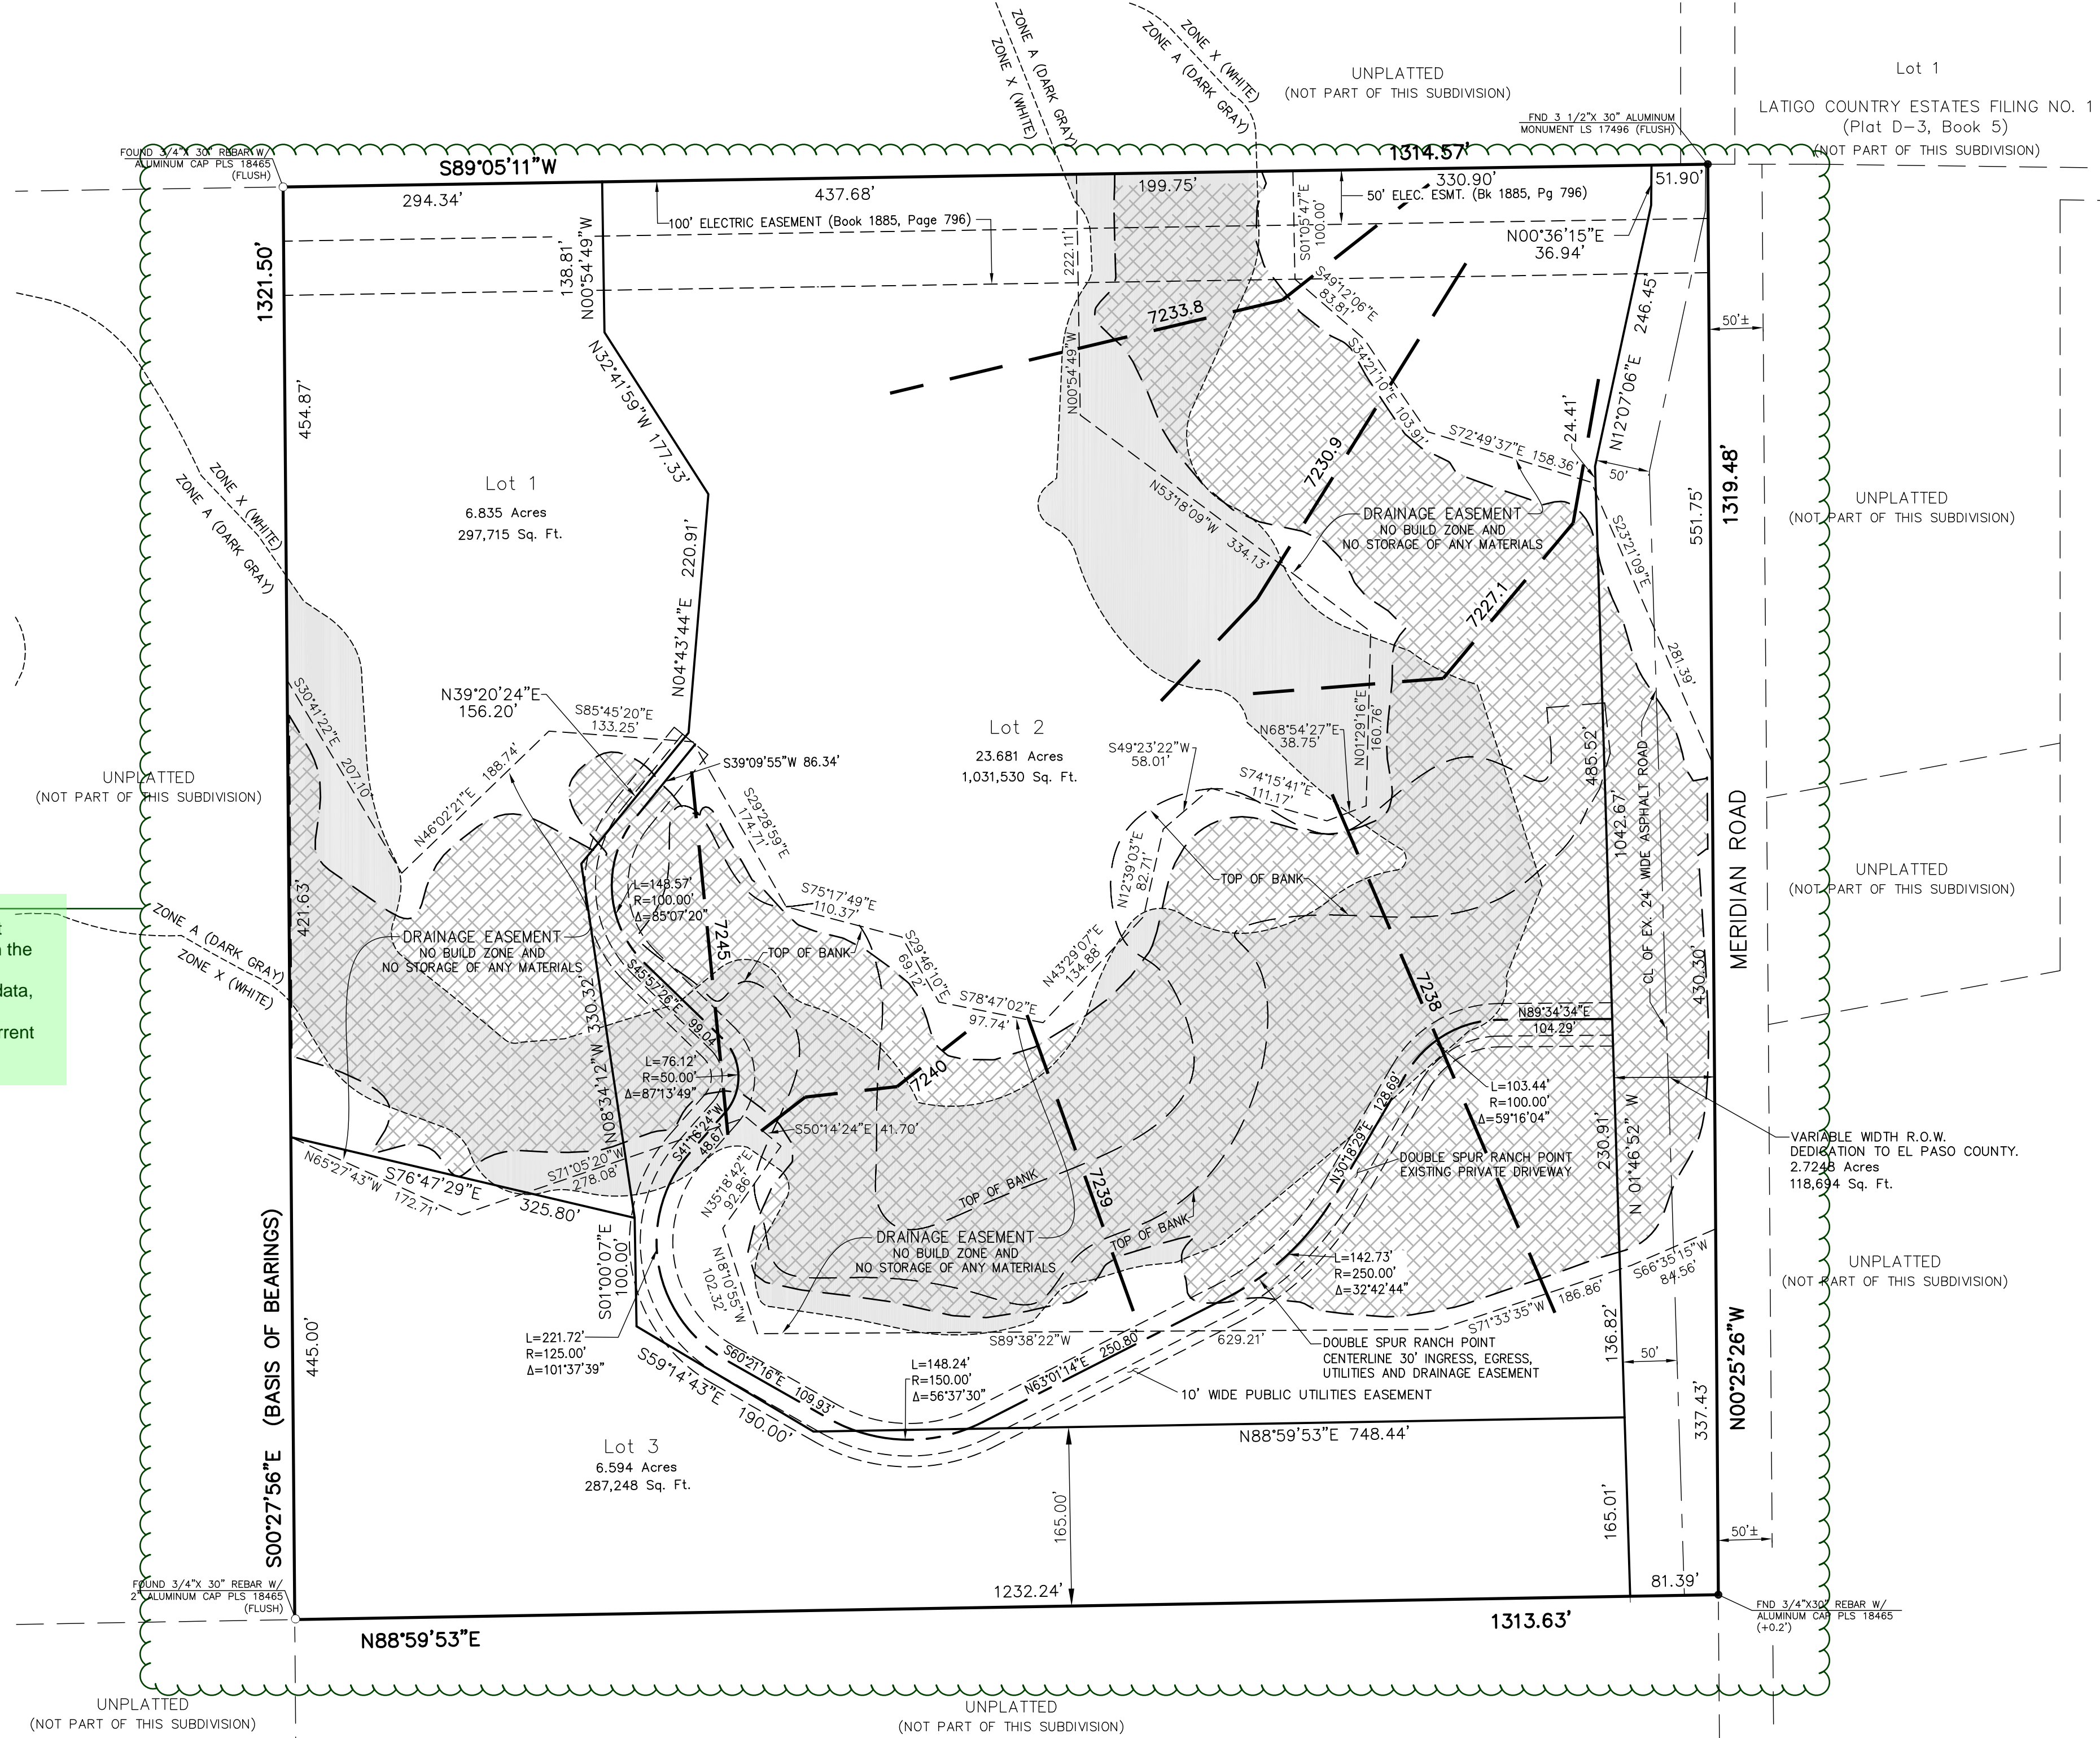 ZONE A (DARK GRAY)
ZONE X (WHITE)
ZONE X (WHITE)
ZONE A (DARK GRAY)
UNPLATTED
(NOT PART OF THIS SUBDIVISION)
Lot 1
LATIGO COUNTRY ESTATES FILING NO. 1
(Plat D-3, Book 5)
(NOT PART OF THIS SUBDIVISION)
FND 3 1/2"X 30" ALUMINUM
MONUMENT LS 17496 (FLUSH)
FOUND 3/4"X 30" REBAR W/
ALUMINUM CAP PLS 18465
(FLUSH)
S89°05'11"W
1314.57'
294.34'
437.68'
199.75'
330.90'
51.90'
100' ELECTRIC EASEMENT (Book 1885, Page 796)
50' ELEC. ESMT. (Bk 1885, Pg 796)
N00°36'15"E
36.94'
1321.50'
138.81'
N00°54'49"W
222.11'
N00°54'49"W
S01°05'47"E
100.00'
S49°12'06"E
83.81'
7233.8
S34°21'10"E 103.91'
246.45'
N12°07'06"E
50'±
N32°41'59"W 177.33'
454.87'
7230.9
S72°49'37"E 158.36'
24.41'
50'
1319.48'
551.75'
Lot 1
6.835 Acres
297,715 Sq. Ft.
ZONE X (WHITE)
ZONE A (DARK GRAY)
N53°18'09"W 334.13'
DRAINAGE EASEMENT
NO BUILD ZONE AND
NO STORAGE OF ANY MATERIALS
S23°21'09"E
281.39'
UNPLATTED
(NOT PART OF THIS SUBDIVISION)
220.91'
N04°43'44"E
7227.1
N39°20'24"E
156.20'
S85°45'20"E
133.25'
S30°41'22"E 207.10'
N46°02'21"E 188.74'
S39°09'55"W 86.34'
Lot 2
23.681 Acres
1,031,530 Sq. Ft.
N68°54'27"E
38.75'
N01°29'16"E
160.76'
S49°23'22"W
58.01'
S74°15'41"E
111.17'
485.52'
1042.67'
CL OF EX. 24' WIDE ASPHALT ROAD
MERIDIAN ROAD
UNPLATTED
(NOT PART OF THIS SUBDIVISION)
S29°28'59"E
174.71'
N12°39'03"E
82.71'
TOP OF BANK
UNPLATTED
(NOT PART OF THIS SUBDIVISION)
the
data,
rrent
ZONE A (DARK GRAY)
ZONE X (WHITE)
421.63'
L=148.57'
R=100.00'
Δ=85°07'20"
S75°17'49"E
110.37'
DRAINAGE EASEMENT
NO BUILD ZONE AND
NO STORAGE OF ANY MATERIALS
7245
TOP OF BANK
S29°46'10"E
69.12'
N43°29'07"E
134.88'
S78°47'02"E
97.74'
S45°57'26"E 99.04'
N08°34'12"W 330.32'
7238
430.30'
N89°34'34"E
104.29'
L=76.12'
R=50.00'
Δ=87°13'49"
7240
L=103.44'
R=100.00'
Δ=59°16'04"
N30°18'29"E 128.69'
S41°16'24"W
48.6
S50°14'24"E 41.70'
230.91'
N 01°46'52" W
VARIABLE WIDTH R.O.W.
DEDICATION TO EL PASO COUNTY.
2.7248 Acres
118,694 Sq. Ft.
DOUBLE SPUR RANCH POINT
EXISTING PRIVATE DRIVEWAY
N65°27'43"W 172.71'
S76°47'29"E 325.80'
S71°05'20"W
278.08'
N35°18'42"E
92.86'
TOP OF BANK
7239
TOP OF BANK
DRAINAGE EASEMENT
NO BUILD ZONE AND
NO STORAGE OF ANY MATERIALS
S01°00'07"E
100.00'
N18°10'55"W
102.32'
L=142.73'
R=250.00'
Δ=32°42'44"
S66°35'15"W
84.56'
S71°33'35"W 186.86'
UNPLATTED
(NOT PART OF THIS SUBDIVISION)
S89°38'22"W 629.21'
L=221.72'
R=125.00'
Δ=101°37'39"
S60°21'16"E 109.93'
S59°14'43"E 190.00'
L=148.24'
R=150.00'
Δ=56°37'30"
N63°01'14"E 250.80'
DOUBLE SPUR RANCH POINT
CENTERLINE 30' INGRESS, EGRESS,
UTILITIES AND DRAINAGE EASEMENT
10' WIDE PUBLIC UTILITIES EASEMENT
136.82'
50'
337.43'
N0°25'26"W
445.00'
S00°27'56"E (BASIS OF BEARINGS)
N88°59'53"E 748.44'
Lot 3
6.594 Acres
287,248 Sq. Ft.
165.00'
165.01'
50'±
FOUND 3/4"X 30" REBAR W/
2" ALUMINUM CAP PLS 18465
(FLUSH)
1232.24'
81.39'
FND 3/4"X30" REBAR W/
ALUMINUM CAP PLS 18465
(+0.2')
N88°59'53"E
1313.63'
UNPLATTED
(NOT PART OF THIS SUBDIVISION)
UNPLATTED
(NOT PART OF THIS SUBDIVISION)